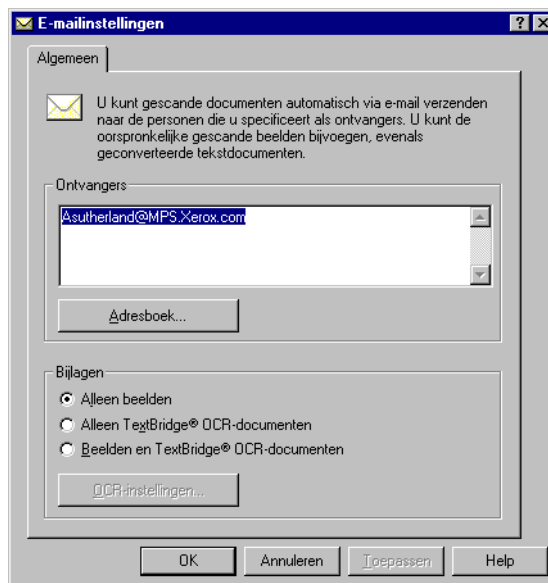 E-mailinstellingen
Algemeen
U kunt gescande documenten automatisch via e-mail verzenden
naar de personen die u specificeert als ontvangers. U kunt de
oorspronkelijke gescande beelden bijvoegen, evenals
geconverteerde tekstdocumenten.
Ontvangers
Asutherland@MPS.Xerox.com
Adresboek...
Bijlagen
Alleen beelden
Alleen TextBridge® OCR-documenten
Beelden en TextBridge® OCR-documenten
OCR-instellingen...
OK Annuleren Toepassen Help